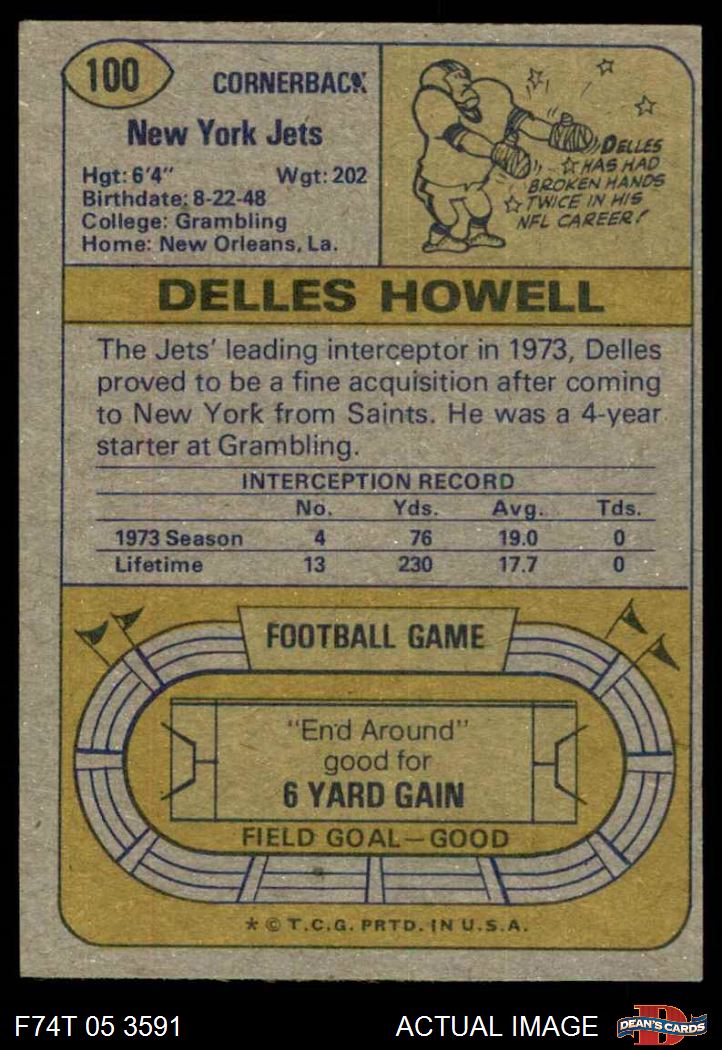 100
CORNERBACK
New York Jets
Hgt: 6'4" Wgt: 202
Birthdate: 8-22-48
College: Grambling
Home: New Orleans, La.
DELLES
HAS HAD
BROKEN HANDS
TWICE IN HIS
NFL CAREER!
DELLES HOWELL
The Jets' leading interceptor in 1973, Delles
proved to be a fine acquisition after coming
to New York from Saints. He was a 4-year
starter at Grambling.
INTERCEPTION RECORD
No. Yds. Avg. Tds.
1973 Season 4 76 19.0 0
Lifetime 13 230 17.7 0
FOOTBALL GAME
"End Around"
good for
6 YARD GAIN
FIELD GOAL—GOOD
* © T.C.G. PRTD. IN U.S.A.
F74T 05 3591 ACTUAL IMAGE
D
DEAN'S CARDS